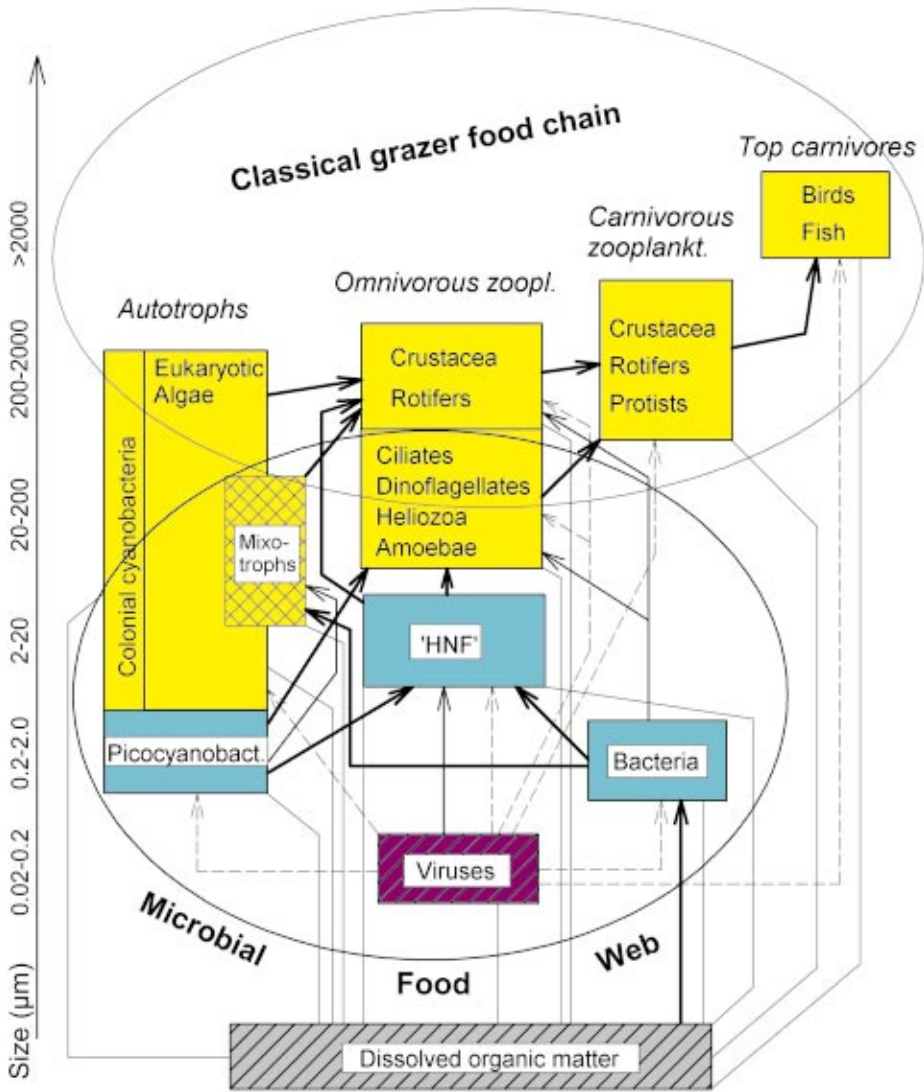 Classical grazer food chain
Top carnivores
Birds
Fish
Carnivorous
zooplankt.
Crustacea
Rotifers
Protists
Omnivorous zoopl.
Crustacea
Rotifers
Ciliates
Dinoflagellates
Heliozoa
Amoebae
Autotrophs
Eukaryotic
Algae
Colonial cyanobacteria
Mixo-
trophs
'HNF'
Picocyanobact.
Bacteria
Viruses
Microbial
Food
Web
Dissolved organic matter
Size (µm)
0.02-0.2
0.2-2.0
2-20
20-200
200-2000
>2000